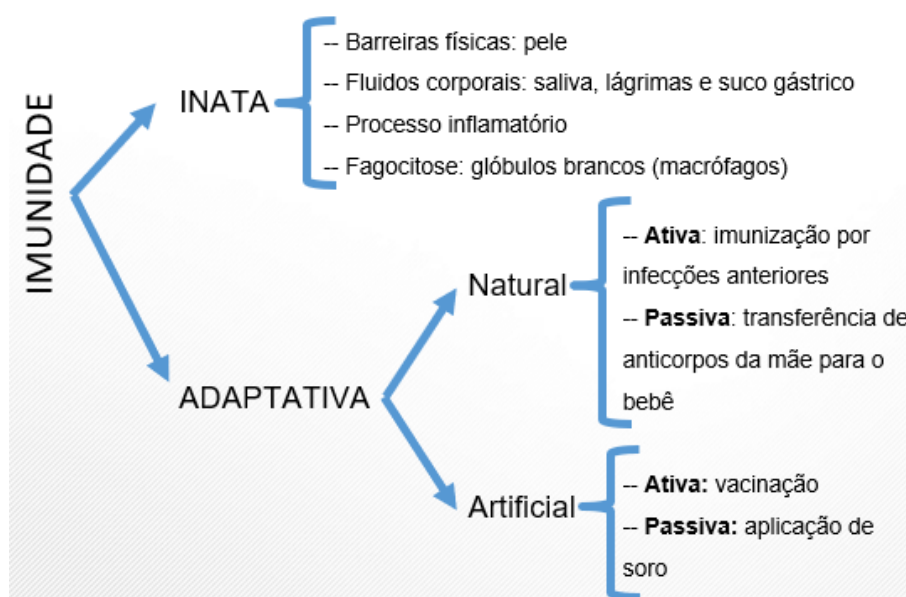 IMUNIDADE
INATA
-- Barreiras físicas: pele
-- Fluidos corporais: saliva, lágrimas e suco gástrico
-- Processo inflamatório
-- Fagocitose: glóbulos brancos (macrófagos)
ADAPTATIVA
Natural
-- Ativa: imunização por
infecções anteriores
-- Passiva: transferência de
anticorpos da mãe para o
bebê
Artificial
-- Ativa: vacinação
-- Passiva: aplicação de
soro